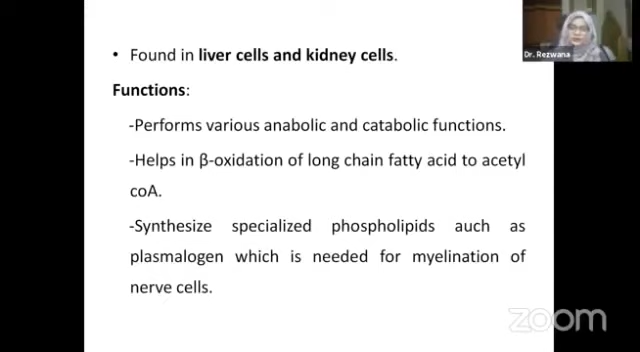 • Found in liver cells and kidney cells.
Functions:
-Performs various anabolic and catabolic functions.
-Helps in β-oxidation of long chain fatty acid to acetyl
coA.
-Synthesize specialized phospholipids auch as
plasmalogen which is needed for myelination of
nerve cells.
Dr. Rezwana
zoom